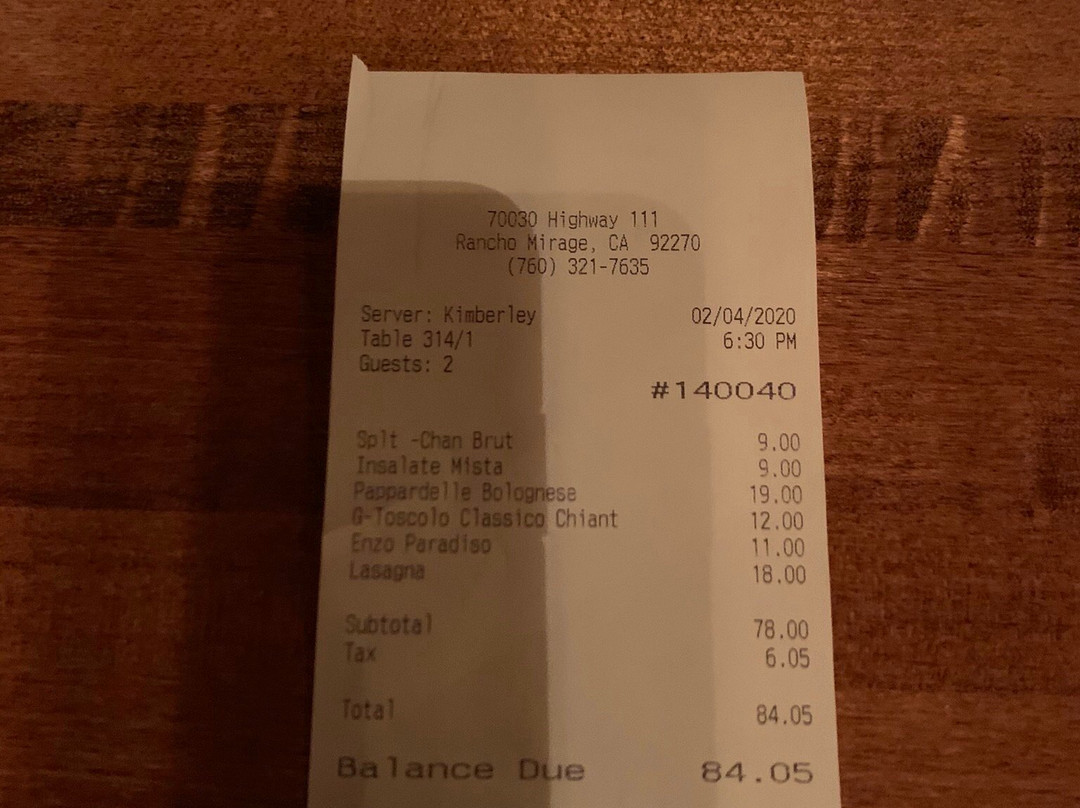 70030 Highway 111
Rancho Mirage, CA 92270
(760) 321-7635
Server: Kimberley 02/04/2020
Table 314/1 6:30 PM
Guests: 2
#140040
Splt -Chan Brut 9.00
Insalate Mista 9.00
Pappardelle Bolognese 19.00
G-Toscolo Classico Chiant 12.00
Enzo Paradiso 11.00
Lasagna 18.00
Subtotal 78.00
Tax 6.05
Total 84.05
Balance Due 84.05